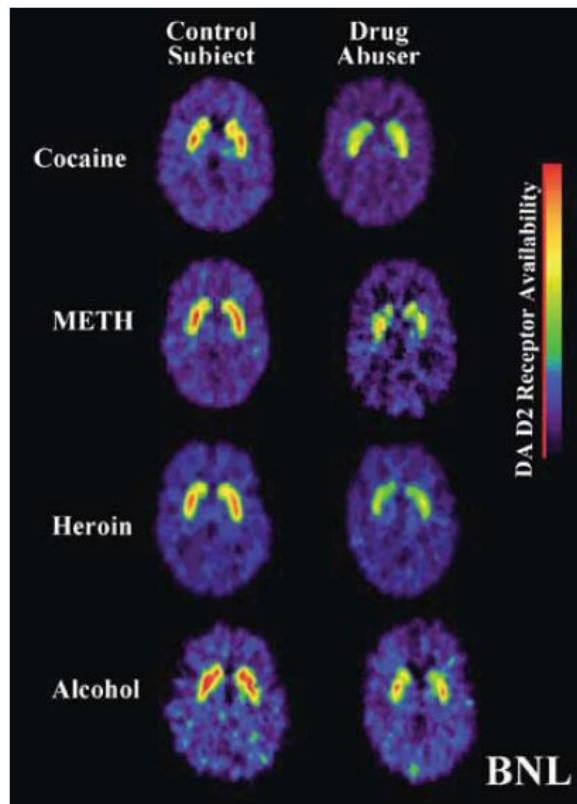 Control
Subiect
Drug
Abuser
Cocaine
METH
Heroin
Alcohol
DA D2 Receptor Availability
BNL